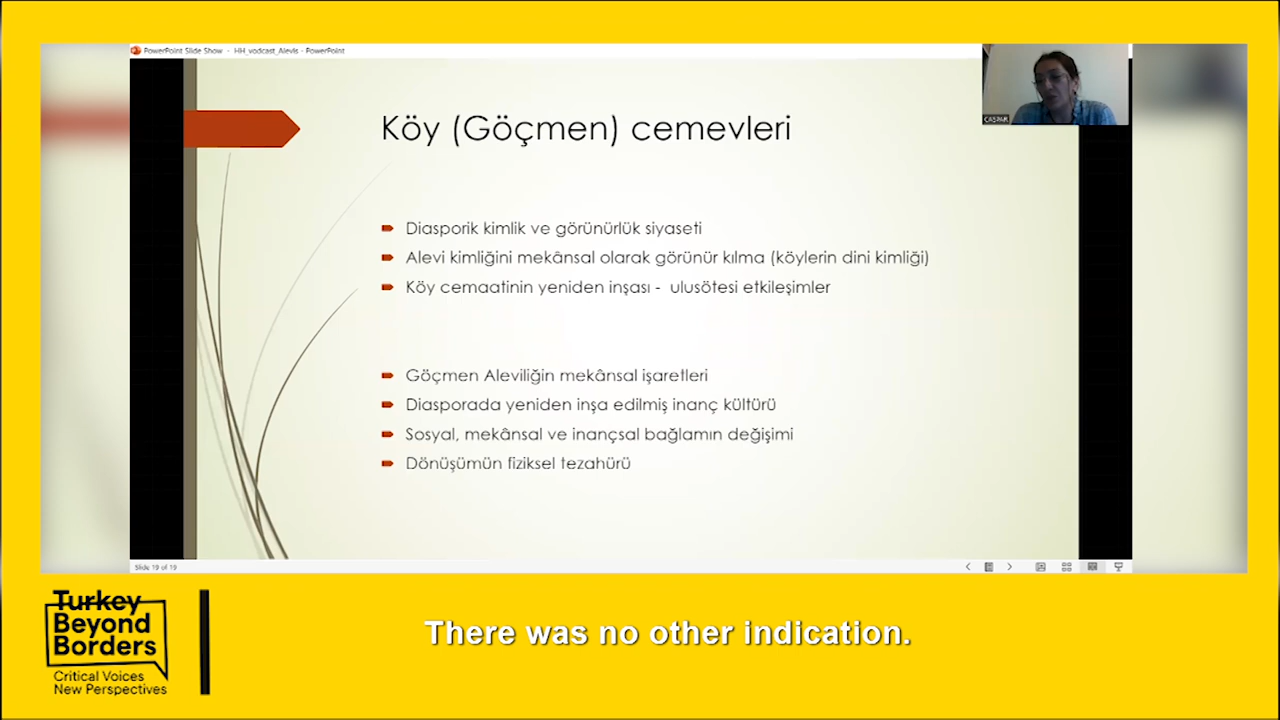 PowerPoint Slide Show - HH_vodcast_Alevis - PowerPoint
CASPAR
Köy (Göçmen) cemevleri
Diasporik kimlik ve görünürlük siyaseti
Alevi kimliğini mekânsal olarak görünür kılma (köylerin dini kimliği)
Köy cemaatinin yeniden inşası - ulusötesi etkileşimler
Göçmen Aleviliğin mekânsal işaretleri
Diasporada yeniden inşa edilmiş inanç kültürü
Sosyal, mekânsal ve inançsal bağlamın değişimi
Dönüşümün fiziksel tezahürü
Slide 19 of 19
Turkey
Beyond
Borders
Critical Voices
New Perspectives
There was no other indication.